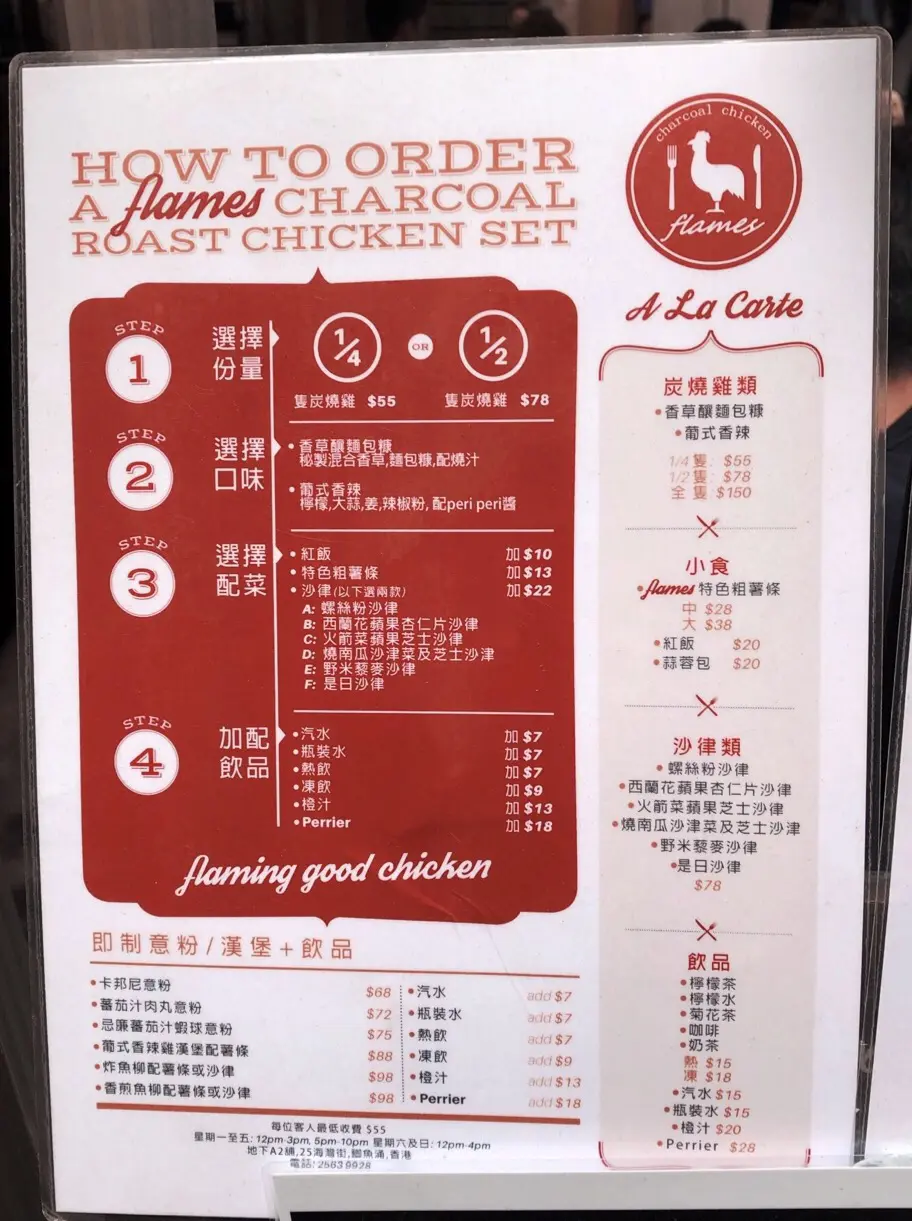 HOW TO ORDER
A flames CHARCOAL
ROAST CHICKEN SET
STEP
1
選擇
份量
1/4
OR
1/2
隻炭燒雞 $55
隻炭燒雞 $78
STEP
2
選擇
口味
•香草釀麵包糠
秘製混合香草,麵包糠,配燒汁
•葡式香辣
檸檬,大蒜,姜,辣椒粉, 配peri peri醬
STEP
3
選擇
配菜
•紅飯 加$10
•特色粗薯條 加$13
•沙律(以下選兩款) 加$22
A: 螺絲粉沙律
B: 西蘭花蘋果杏仁片沙律
C: 火箭菜蘋果芝士沙律
D: 燒南瓜沙津菜及芝士沙津
E: 野米藜麥沙律
F: 是日沙律
STEP
4
加配
飲品
•汽水 加$7
•瓶裝水 加$7
•熱飲 加$7
•凍飲 加$9
•橙汁 加$13
•Perrier 加$18
flaming good chicken
即制意粉/漢堡+飲品
•卡邦尼意粉 $68
•蕃茄汁肉丸意粉 $72
•忌廉蕃茄汁蝦球意粉 $75
•葡式香辣雞漢堡配薯條 $88
•炸魚柳配薯條或沙律 $98
•香煎魚柳配薯條或沙律 $98
•汽水 add $7
•瓶裝水 add $7
•熱飲 add $7
•凍飲 add $9
•橙汁 add $13
•Perrier add $18
每位客人最低收費 $55
星期一至五: 12pm-3pm, 5pm-10pm 星期六及日: 12pm-4pm
地下A2舖,25海灣街,鰂魚涌,香港
電話: 2563 9928
charcoal chicken
flames
A La Carte
炭燒雞類
•香草釀麵包糠
•葡式香辣
1/4 隻: $55
1/2 隻: $78
全 隻 $150
小食
•flames 特色粗薯條
中 $28
大 $38
•紅飯 $20
•蒜蓉包 $20
沙律類
•螺絲粉沙律
•西蘭花蘋果杏仁片沙律
•火箭菜蘋果芝士沙律
•燒南瓜沙津菜及芝士沙津
•野米藜麥沙律
•是日沙律
$78
飲品
•檸檬茶
•檸檬水
•菊花茶
•咖啡
•奶茶
熱 $15
凍 $18
•汽水 $15
•瓶裝水 $15
•橙汁 $20
•Perrier $28